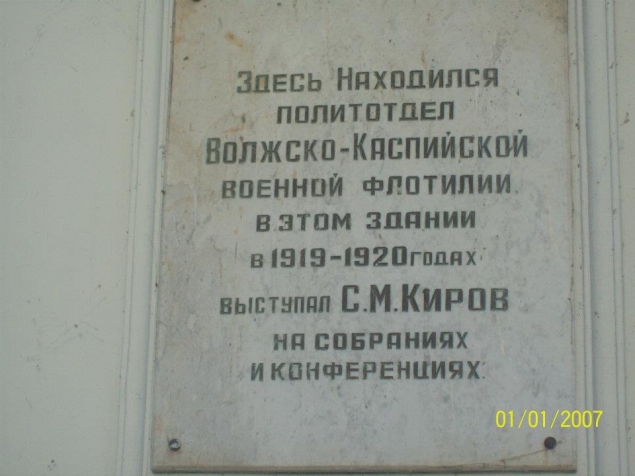 Здесь Находился
политотдел
Волжско-Каспийской
военной флотилии.
в этом здании
в 1919-1920 годах
выступал С.М.Киров
на собраниях
и конференциях.
01/01/2007